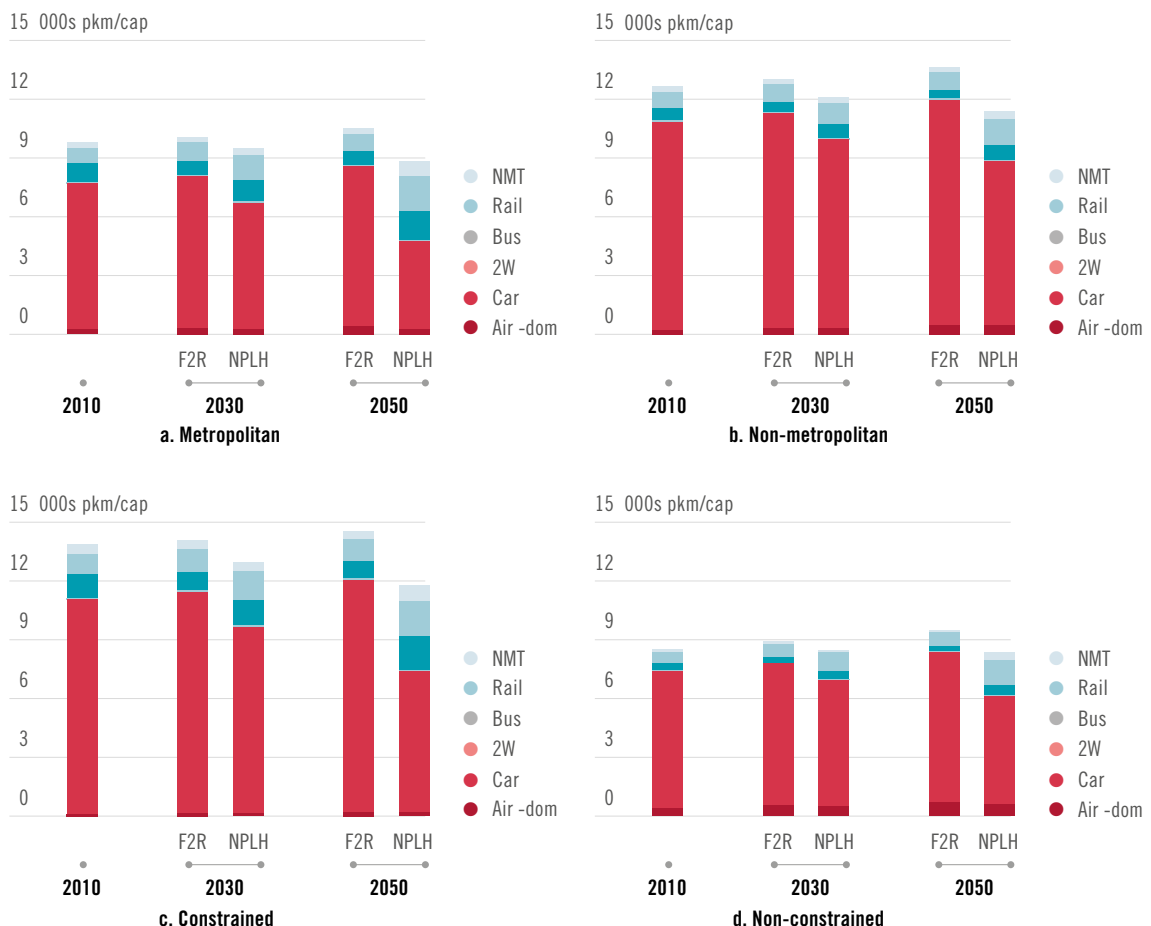 15 000s pkm/cap
12
9
6
3
0
NMT
Rail
Bus
2W
Car
Air -dom
F2R NPLH F2R NPLH
2010 2030 2050
a. Metropolitan
15 000s pkm/cap
12
9
6
3
0
NMT
Rail
Bus
2W
Car
Air -dom
F2R NPLH F2R NPLH
2010 2030 2050
b. Non-metropolitan
15 000s pkm/cap
12
9
6
3
0
NMT
Rail
Bus
2W
Car
Air -dom
F2R NPLH F2R NPLH
2010 2030 2050
c. Constrained
15 000s pkm/cap
12
9
6
3
0
NMT
Rail
Bus
2W
Car
Air -dom
F2R NPLH F2R NPLH
2010 2030 2050
d. Non-constrained